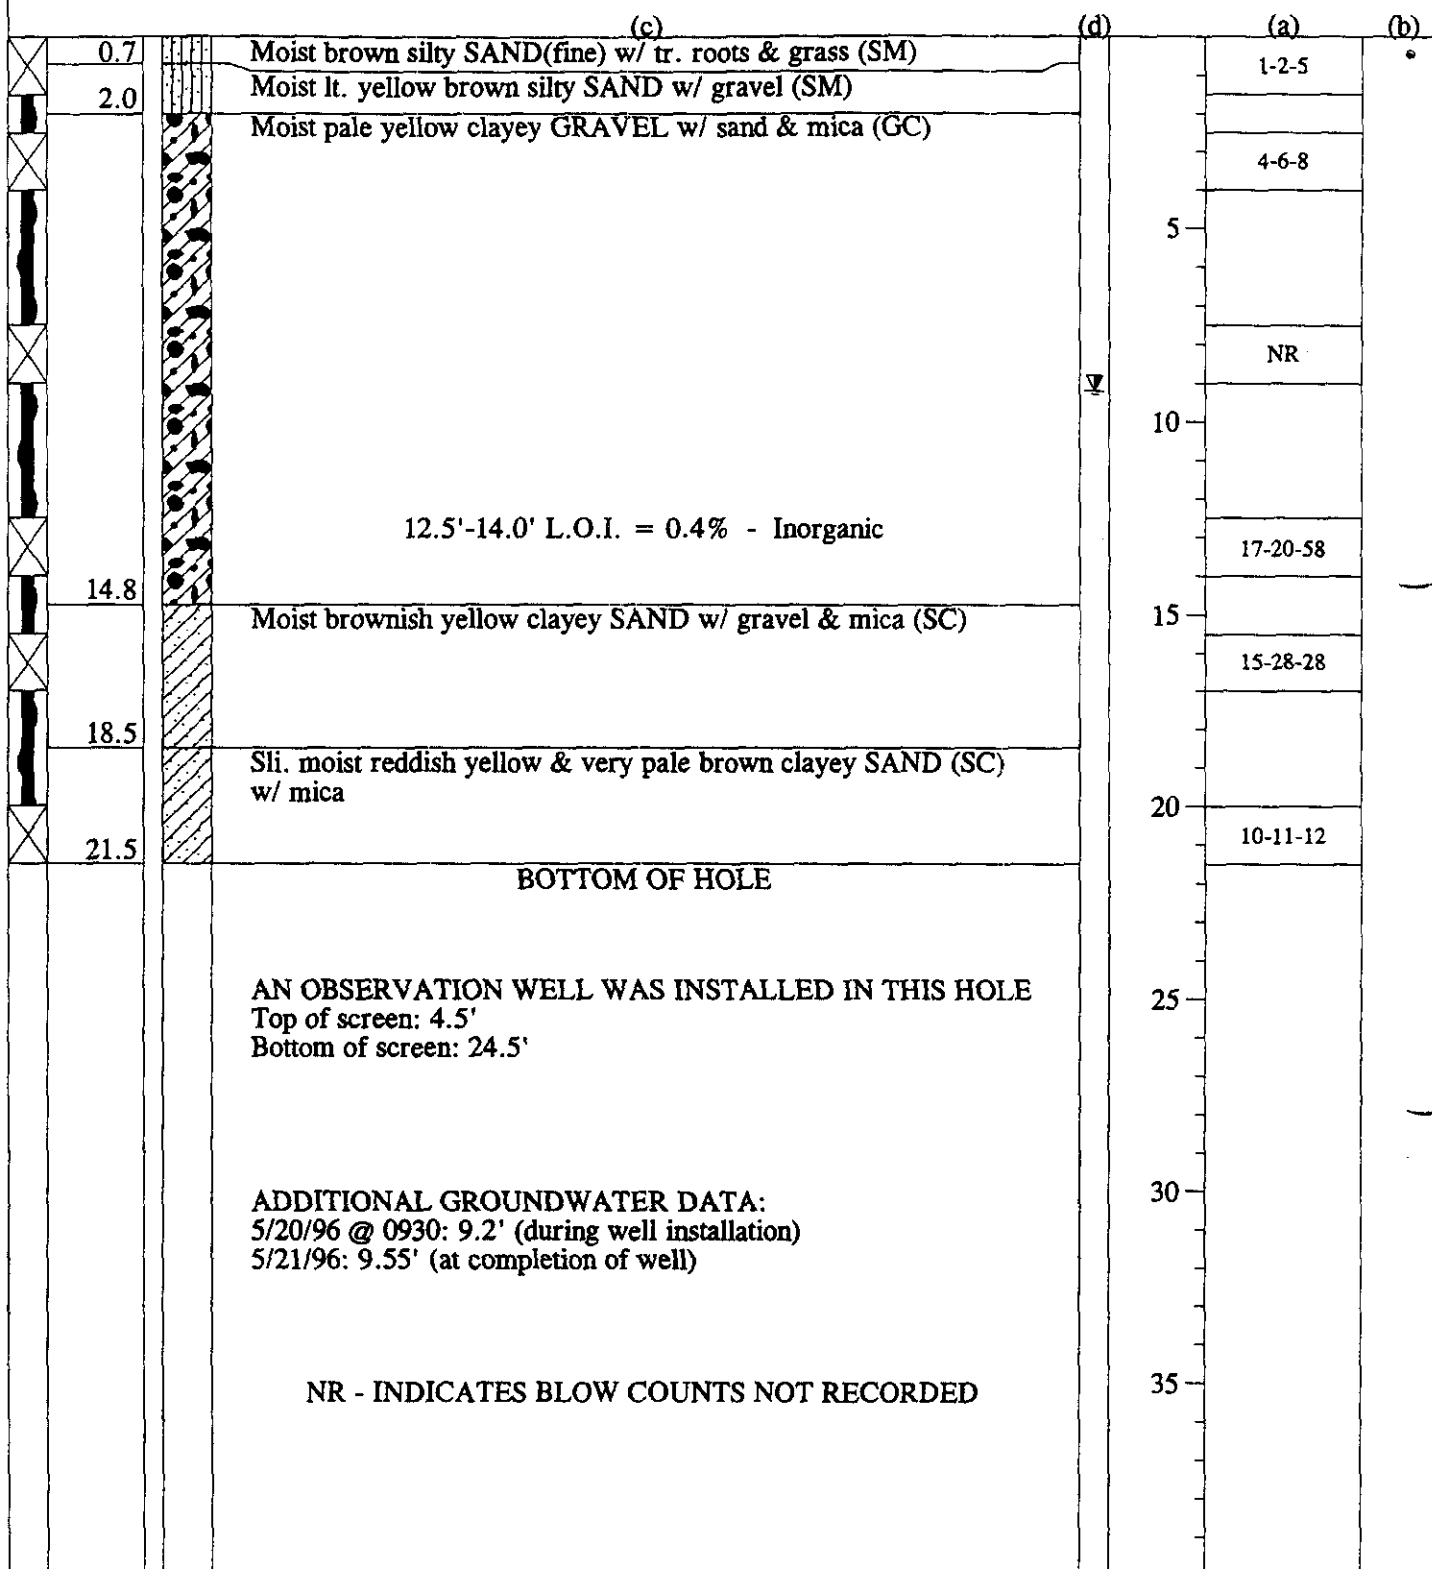 (c) (d) (a) (b)
0.7 Moist brown silty SAND(fine) w/ tr. roots & grass (SM) 1-2-5
2.0 Moist lt. yellow brown silty SAND w/ gravel (SM)
Moist pale yellow clayey GRAVEL w/ sand & mica (GC)
4-6-8
5
NR
10
12.5'-14.0' L.O.I. = 0.4% - Inorganic
17-20-58
14.8
Moist brownish yellow clayey SAND w/ gravel & mica (SC) 15
15-28-28
18.5
Sli. moist reddish yellow & very pale brown clayey SAND (SC)
w/ mica
20
21.5 10-11-12
BOTTOM OF HOLE
AN OBSERVATION WELL WAS INSTALLED IN THIS HOLE 25
Top of screen: 4.5'
Bottom of screen: 24.5'
ADDITIONAL GROUNDWATER DATA: 30
5/20/96 @ 0930: 9.2' (during well installation)
5/21/96: 9.55' (at completion of well)
NR - INDICATES BLOW COUNTS NOT RECORDED 35